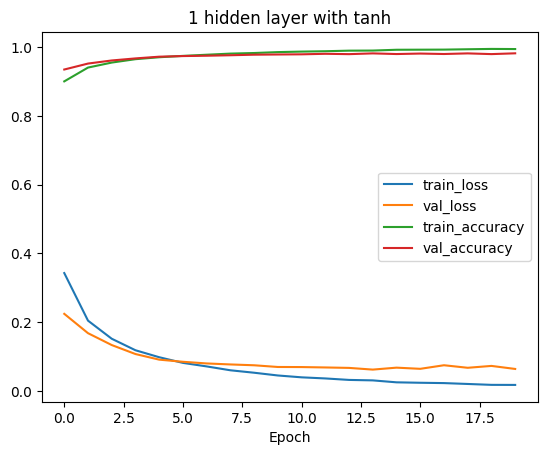 1 hidden layer with tanh
1.0
0.8
0.6
0.4
0.2
0.0
train_loss
val_loss
train_accuracy
val_accuracy
0.0 2.5 5.0 7.5 10.0 12.5 15.0 17.5
Epoch